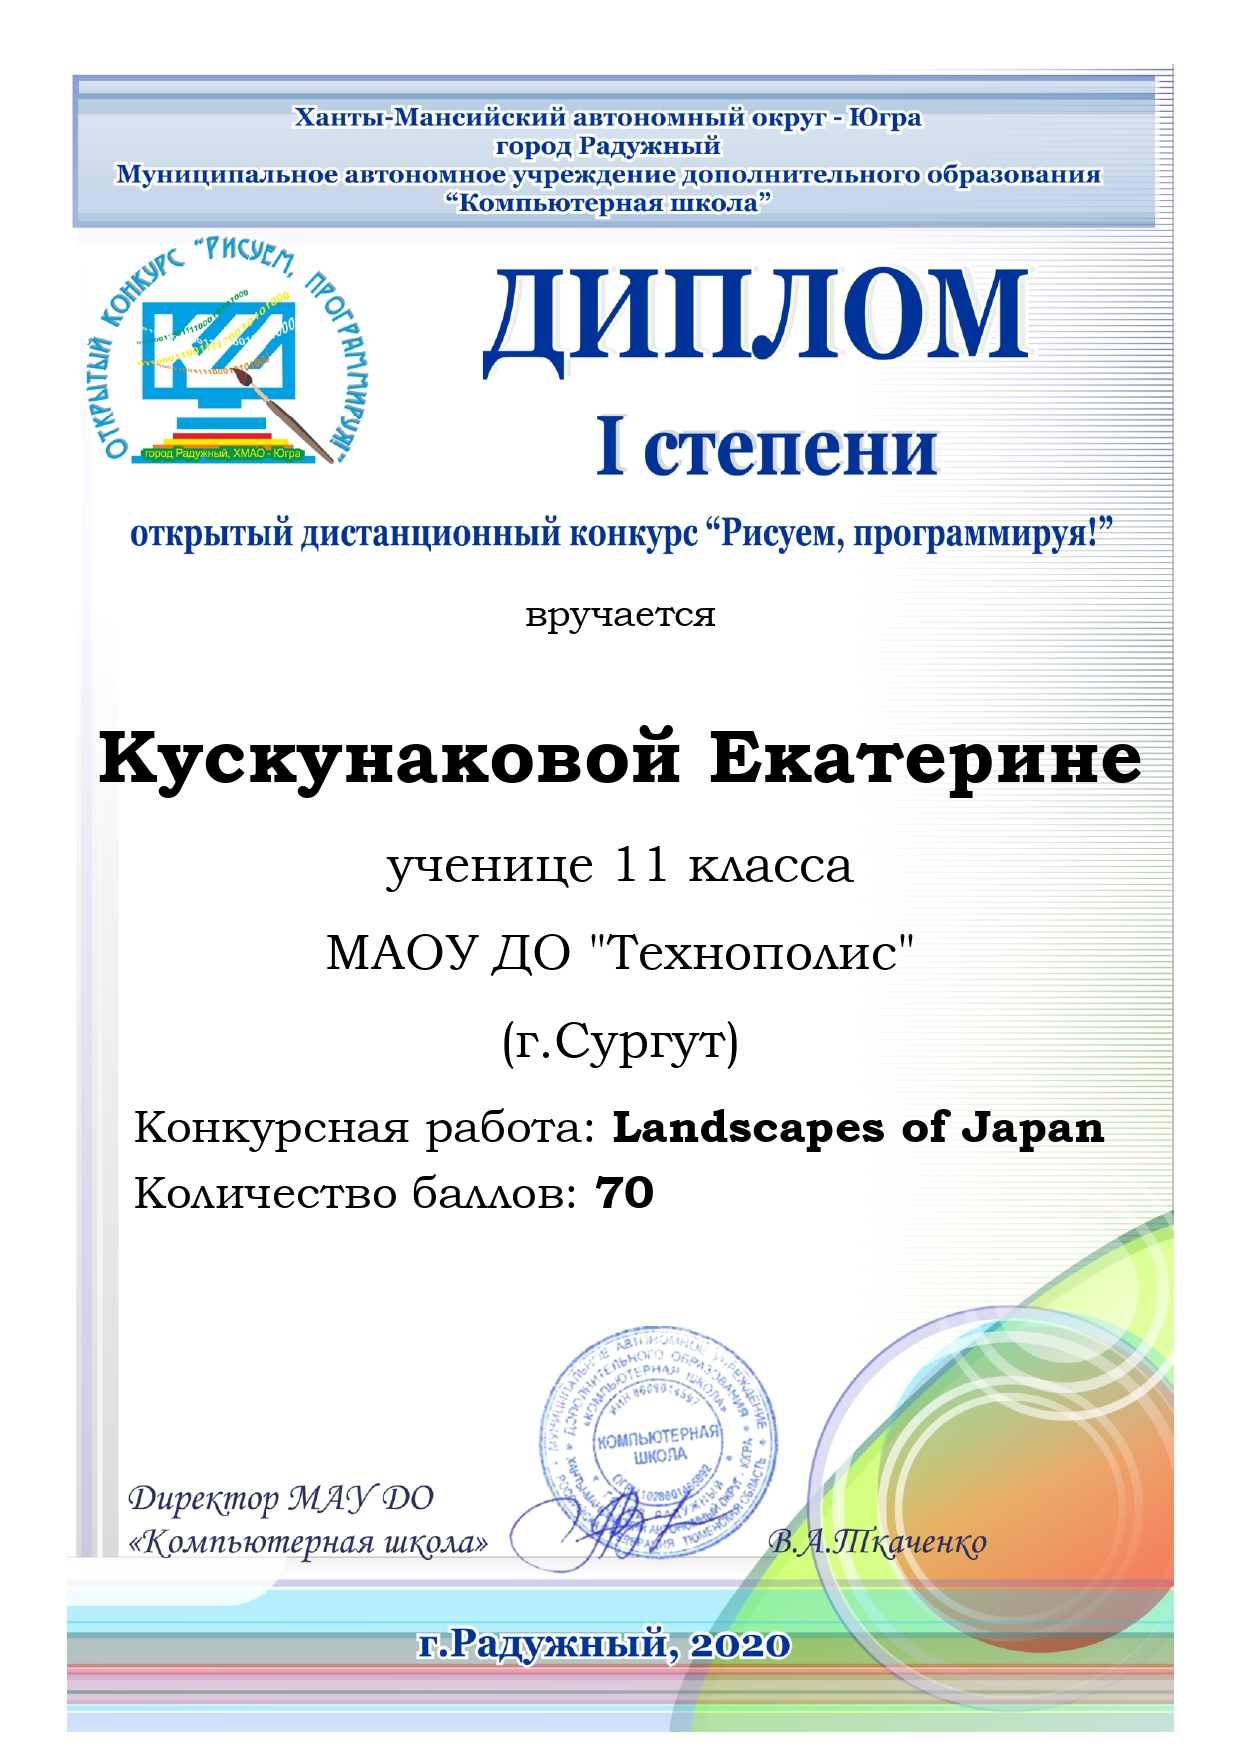 Ханты-Мансийский автономный округ - Югра
город Радужный
Муниципальное автономное учреждение дополнительного образования
“Компьютерная школа”
ОТКРЫТЫЙ КОНКУРС “РИСУЕМ, ПРОГРАММИРУЯ!”
город Радужный, ХМАО - Югра
ДИПЛОМ
I степени
открытый дистанционный конкурс “Рисуем, программируя!”
вручается
Кускунаковой Екатерине
ученице 11 класса
МАОУ ДО "Технополис"
(г.Сургут)
Конкурсная работа: Landscapes of Japan
Количество баллов: 70
МУНИЦИПАЛЬНОЕ АВТОНОМНОЕ УЧРЕЖДЕНИЕ
ДОПОЛНИТЕЛЬНОГО ОБРАЗОВАНИЯ
«КОМПЬЮТЕРНАЯ ШКОЛА»
КОМПЬЮТЕРНАЯ
ШКОЛА
Директор МАУ ДО
«Компьютерная школа» В.А.Ткаченко
г.Радужный, 2020